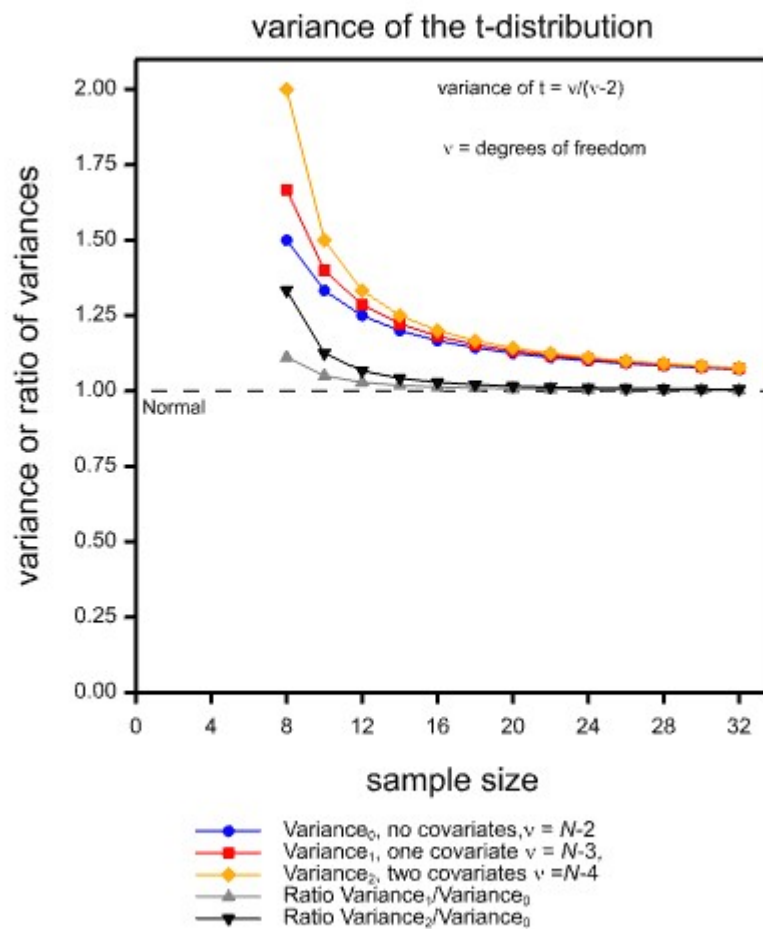 variance of the t-distribution
variance of t = ν/(ν-2)
ν = degrees of freedom
variance or ratio of variances
2.00
1.75
1.50
1.25
1.00
0.75
0.50
0.25
0.00
Normal
0 4 8 12 16 20 24 28 32
sample size
Variance₀, no covariates,ν = N-2
Variance₁, one covariate ν = N-3,
Variance₂, two covariates ν =N-4
Ratio Variance₁/Variance₀
Ratio Variance₂/Variance₀